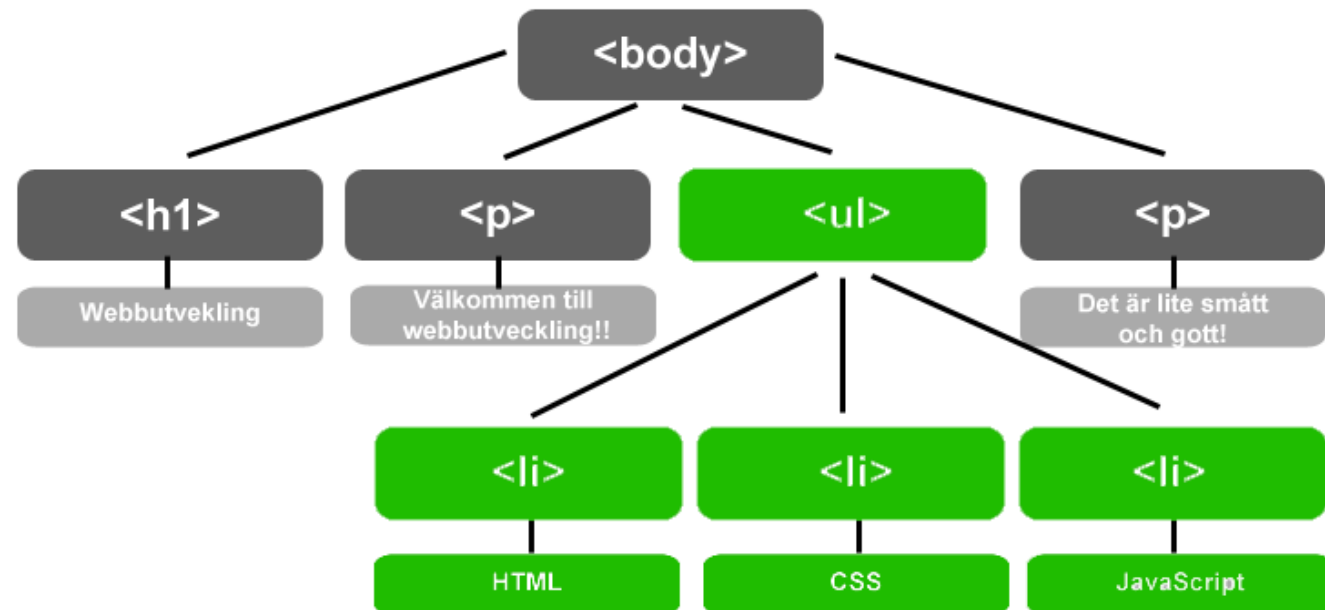 <body>
<h1>
<p>
<ul>
<p>
Webbutvekling
Välkommen till
webbutveckling!!
Det är lite smått
och gott!
<li>
<li>
<li>
HTML
CSS
JavaScript